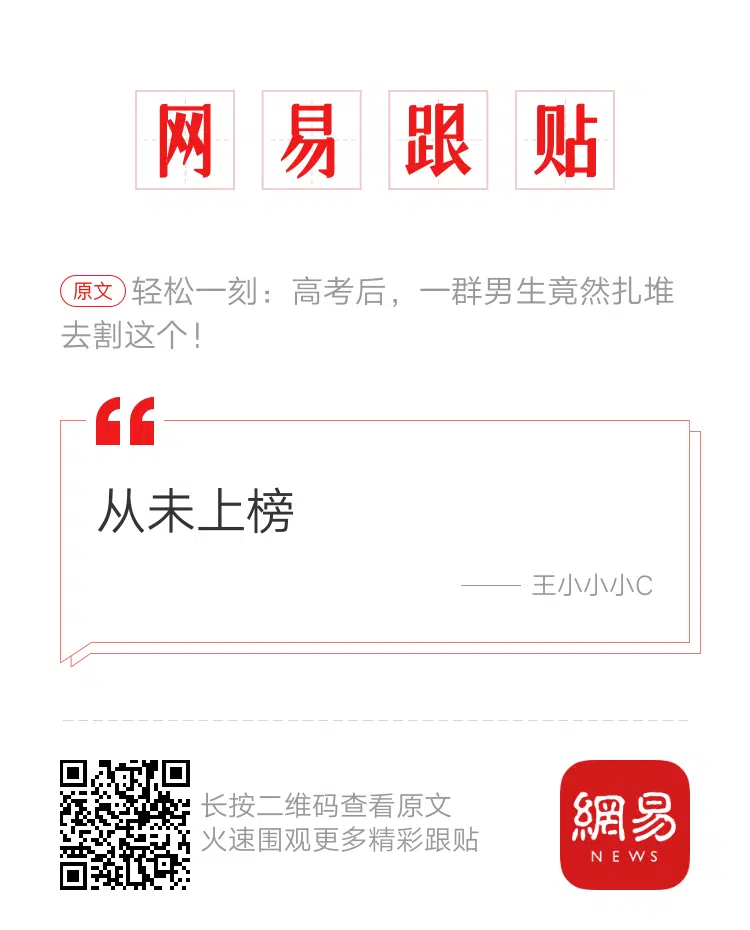 网易跟贴
原文 轻松一刻：高考后，一群男生竟然扎堆
去割这个！
从未上榜
—— 王小小小C
长按二维码查看原文
火速围观更多精彩跟贴
網易
NEWS